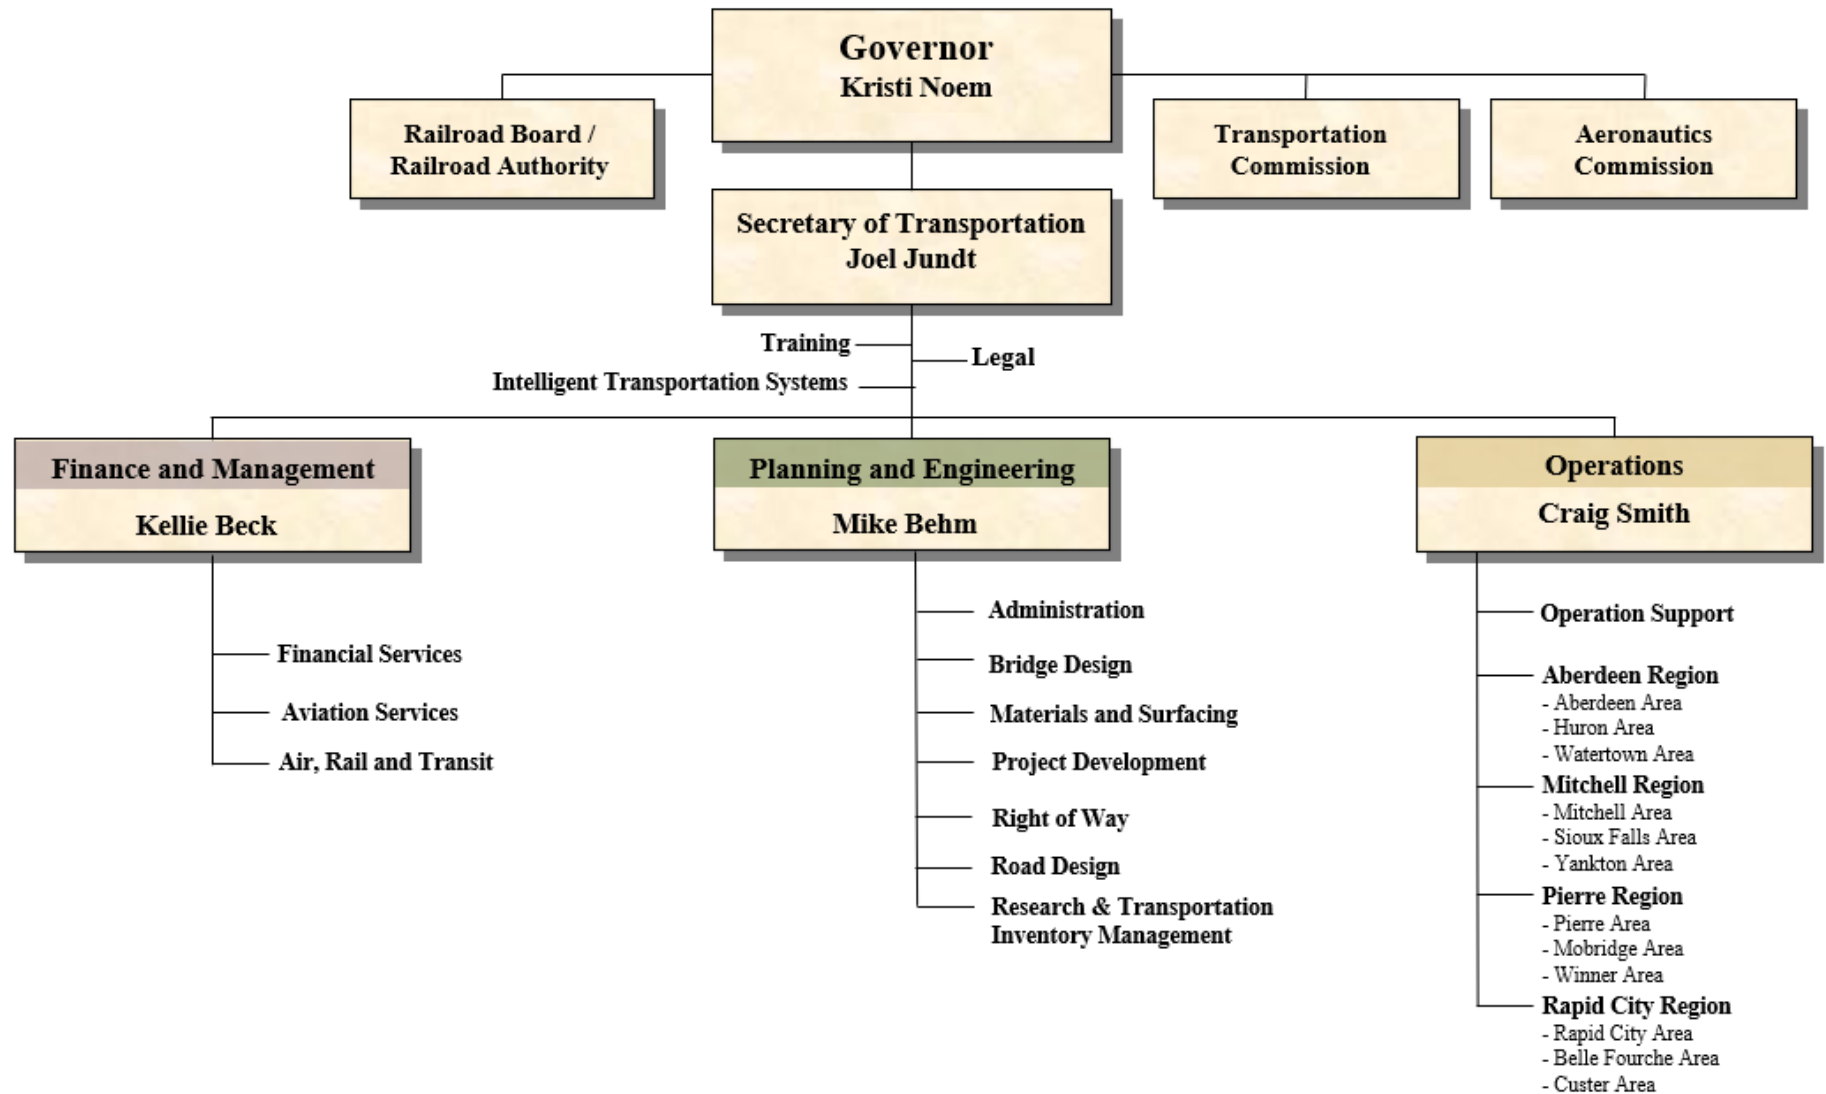 Governor
Kristi Noem
Railroad Board /
Railroad Authority
Transportation
Commission
Aeronautics
Commission
Secretary of Transportation
Joel Jundt
Training
Legal
Intelligent Transportation Systems
Finance and Management
Kellie Beck
Financial Services
Aviation Services
Air, Rail and Transit
Planning and Engineering
Mike Behm
Administration
Bridge Design
Materials and Surfacing
Project Development
Right of Way
Road Design
Research & Transportation
Inventory Management
Operations
Craig Smith
Operation Support
Aberdeen Region
- Aberdeen Area
- Huron Area
- Watertown Area
Mitchell Region
- Mitchell Area
- Sioux Falls Area
- Yankton Area
Pierre Region
- Pierre Area
- Mobridge Area
- Winner Area
Rapid City Region
- Rapid City Area
- Belle Fourche Area
- Custer Area